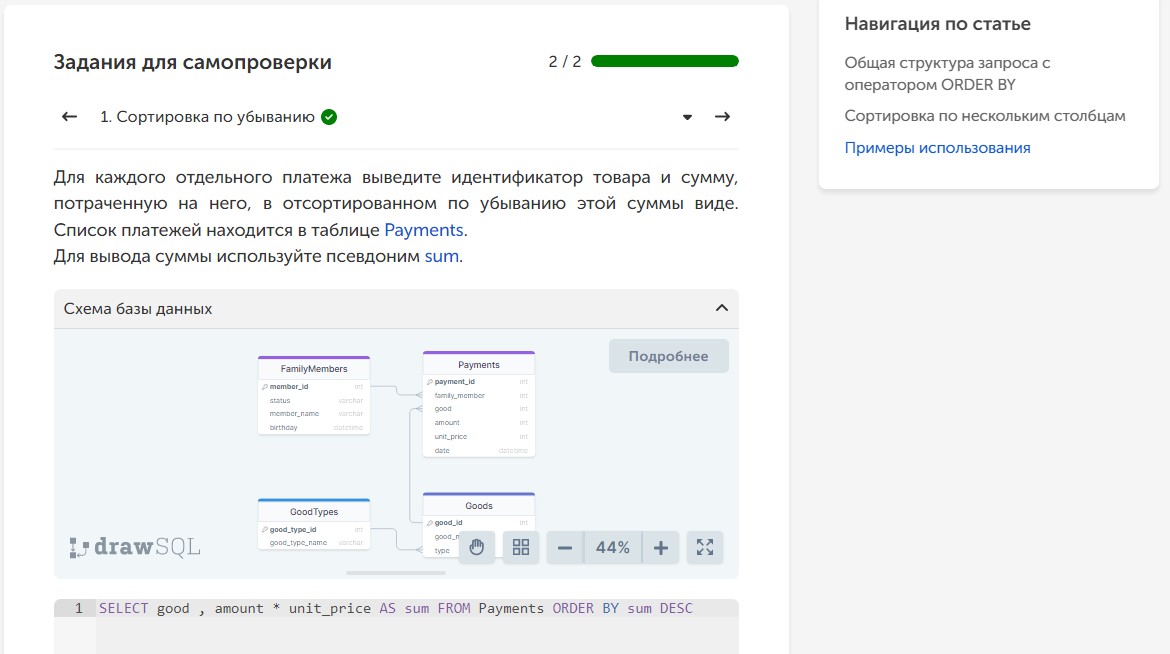 Задания для самопроверки
2 / 2
1. Сортировка по убыванию
Для каждого отдельного платежа выведите идентификатор товара и сумму,
потраченную на него, в отсортированном по убыванию этой суммы виде.
Список платежей находится в таблице Payments.
Для вывода суммы используйте псевдоним sum.
Схема базы данных
Подробнее
FamilyMembers
member_id int
status varchar
member_name varchar
birthday datetime
Payments
payment_id int
family_member int
good int
amount int
unit_price int
date datetime
GoodTypes
good_type_id int
good_type_name varchar
Goods
good_id int
type
drawSQL
44%
1 SELECT good , amount * unit_price AS sum FROM Payments ORDER BY sum DESC
Навигация по статье
Общая структура запроса с
оператором ORDER BY
Сортировка по нескольким столбцам
Примеры использования